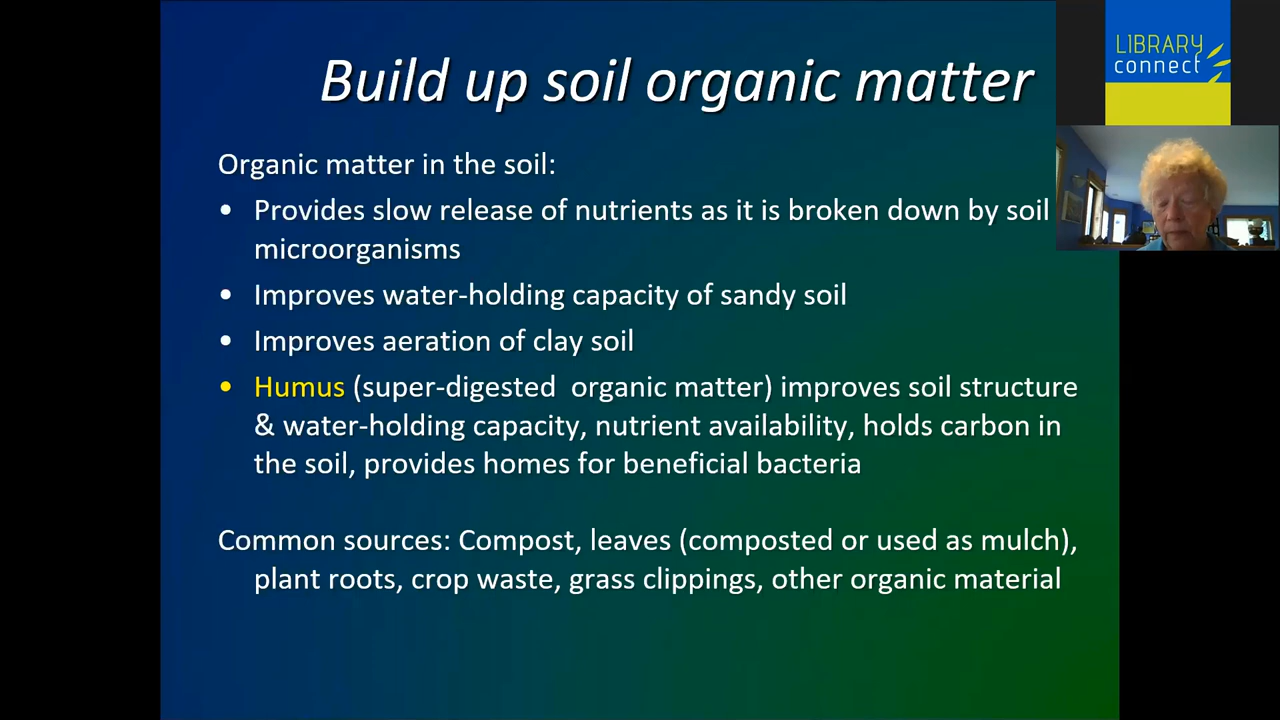 Build up soil organic matter
LIBRARY
connect
Organic matter in the soil:
• Provides slow release of nutrients as it is broken down by soil
microorganisms
• Improves water-holding capacity of sandy soil
• Improves aeration of clay soil
• Humus (super-digested  organic matter) improves soil structure
& water-holding capacity, nutrient availability, holds carbon in
the soil, provides homes for beneficial bacteria
Common sources: Compost, leaves (composted or used as mulch),
plant roots, crop waste, grass clippings, other organic material